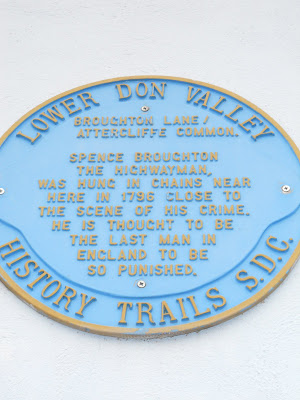 LOWER DON VALLEY
BROUGHTON LANE/
ATTERCLIFFE COMMON.
SPENCE BROUGHTON
THE HIGHWAYMAN,
WAS HUNG IN CHAINS NEAR
HERE IN 1796 CLOSE TO
THE SCENE OF HIS CRIME.
HE IS THOUGHT TO BE
THE LAST MAN IN
ENGLAND TO BE
SO PUNISHED.
HISTORY TRAILS S.D.C.